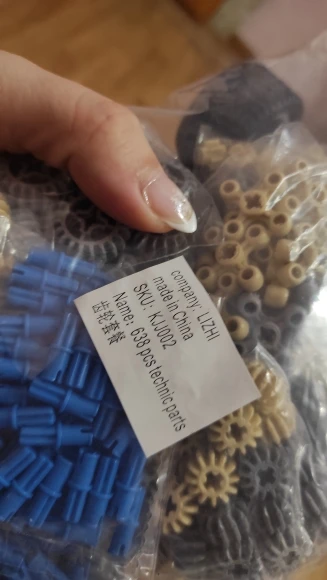 company: LIZHI
made in China
SKU: KJ002
Name: 638 pcs technic parts
齿轮套餐